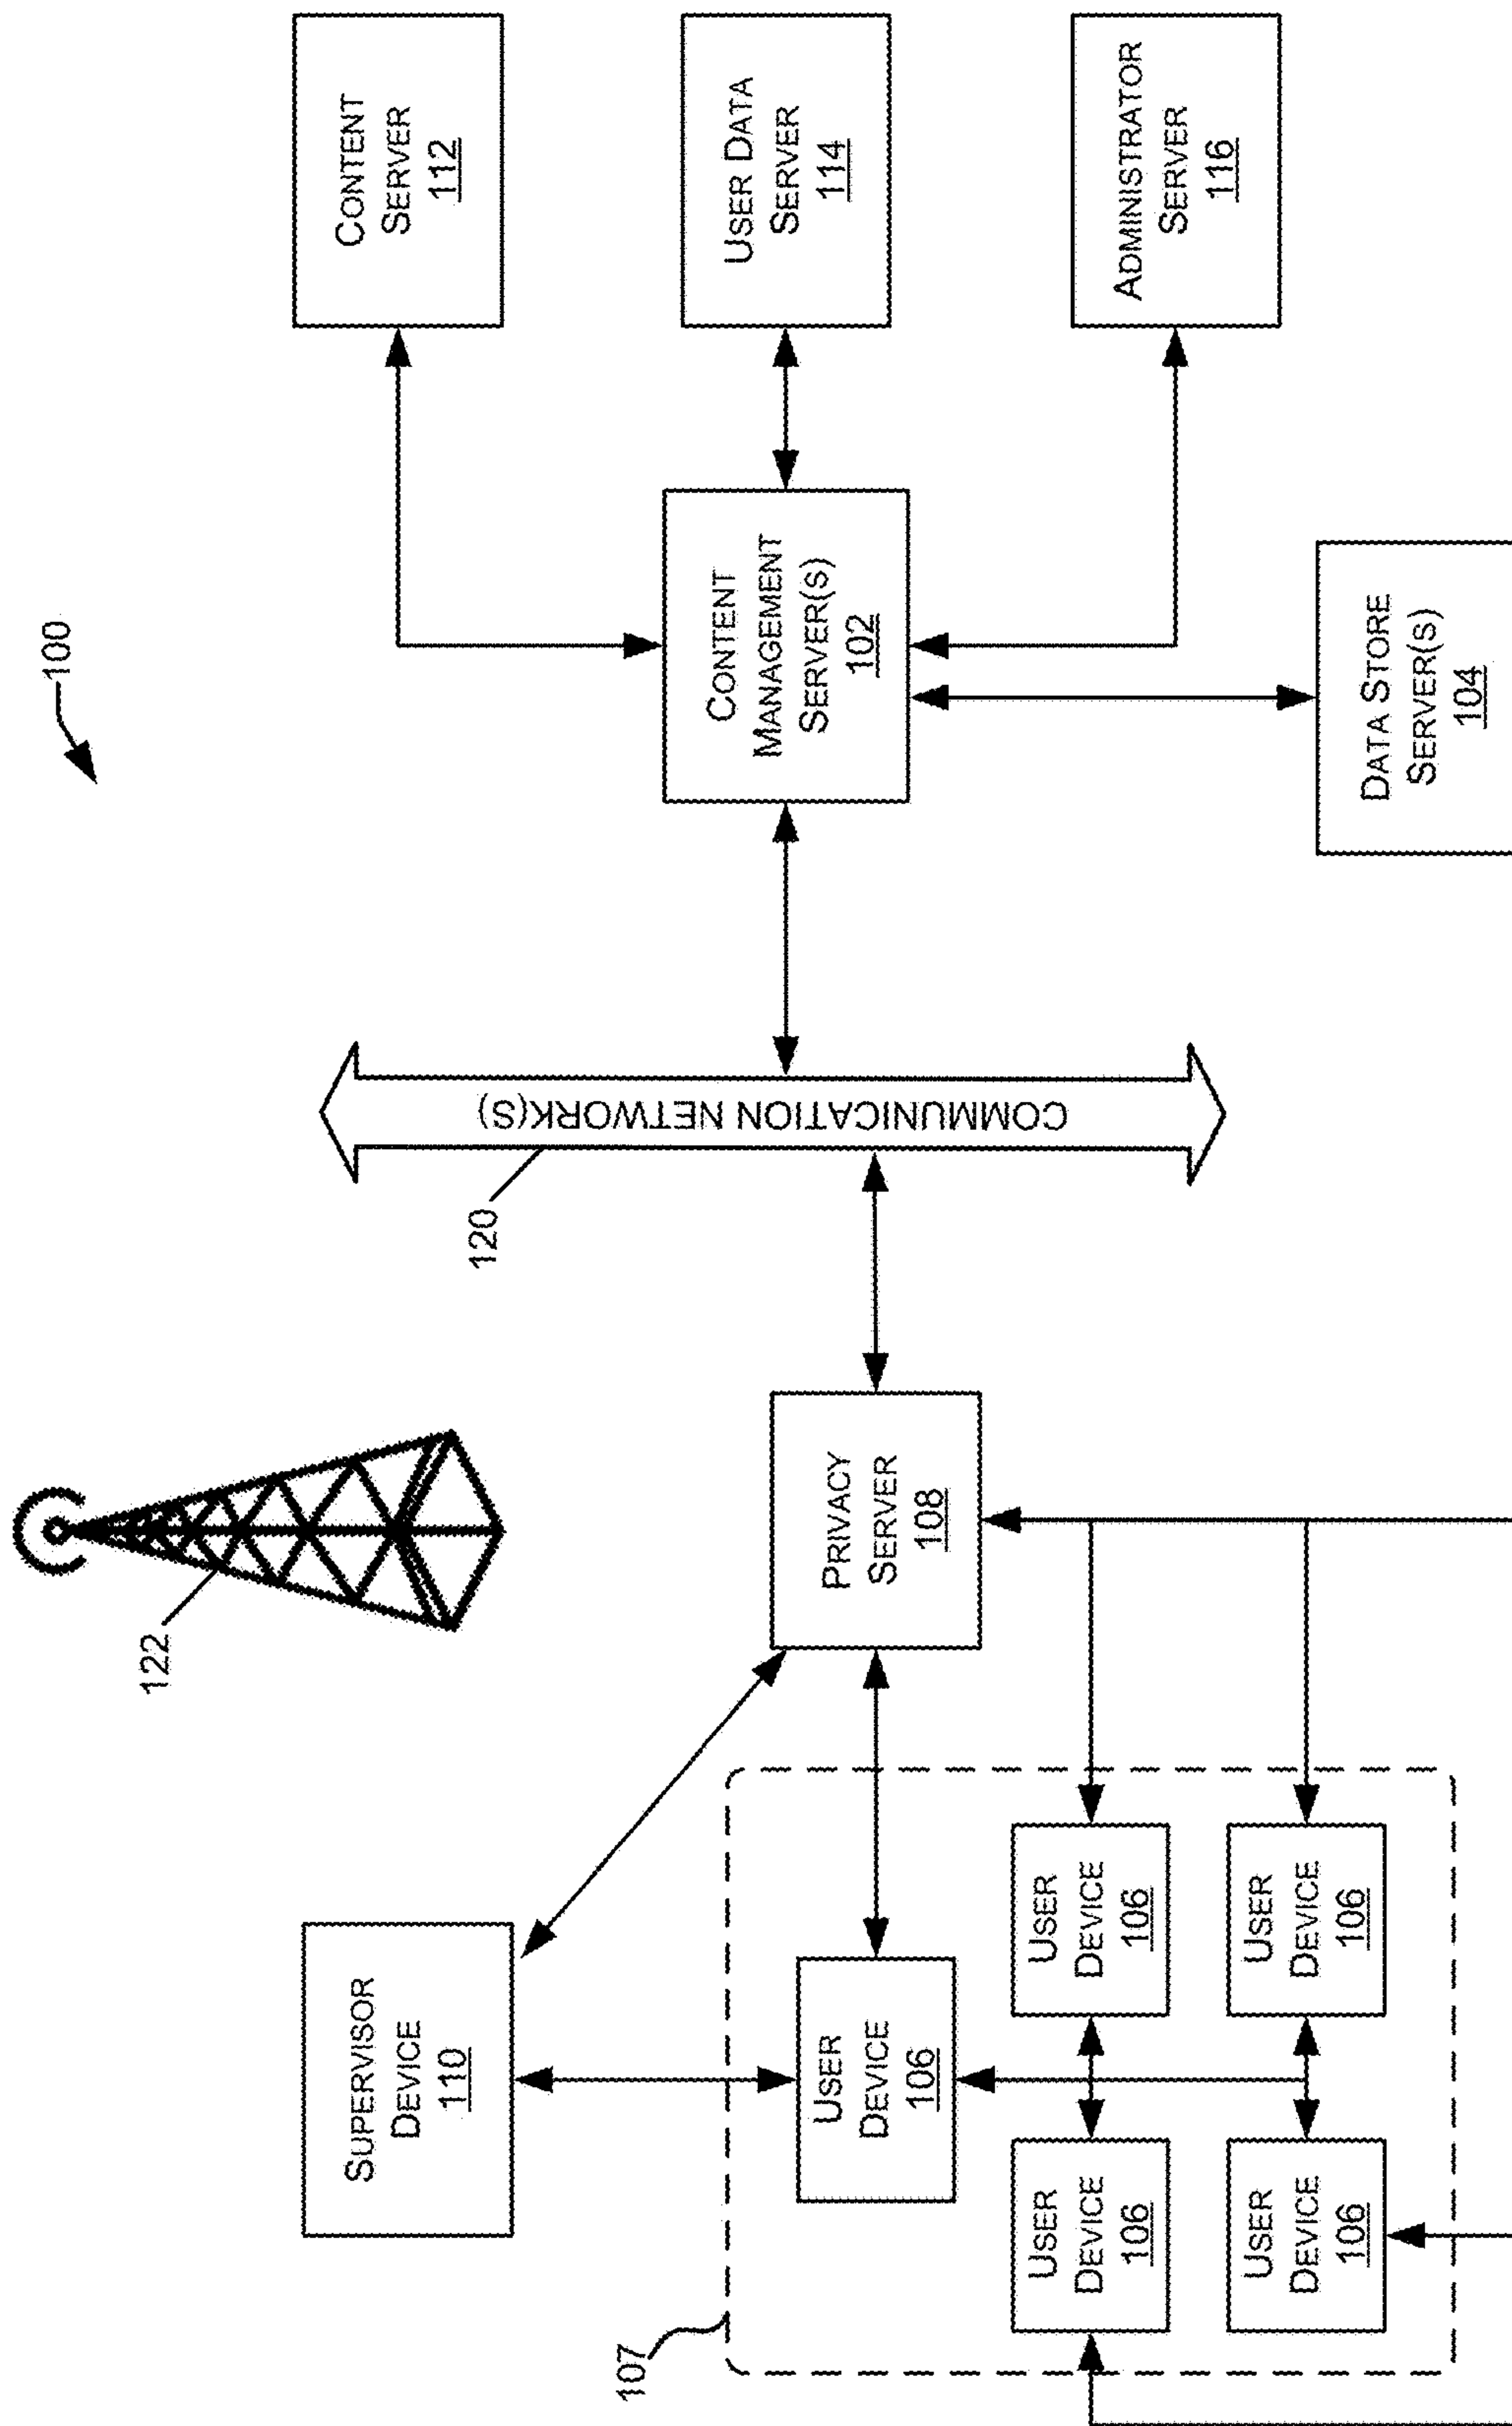 100
CONTENT
SERVER
112
USER DATA
SERVER
114
ADMINISTRATOR
SERVER
116
CONTENT
MANAGEMENT
SERVER(S)
102
DATA STORE
SERVER(S)
104
COMMUNICATION NETWORK(S)
120
122
PRIVACY
SERVER
108
SUPERVISOR
DEVICE
110
107
USER
DEVICE
106
USER
DEVICE
106
USER
DEVICE
106
USER
DEVICE
106
USER
DEVICE
106